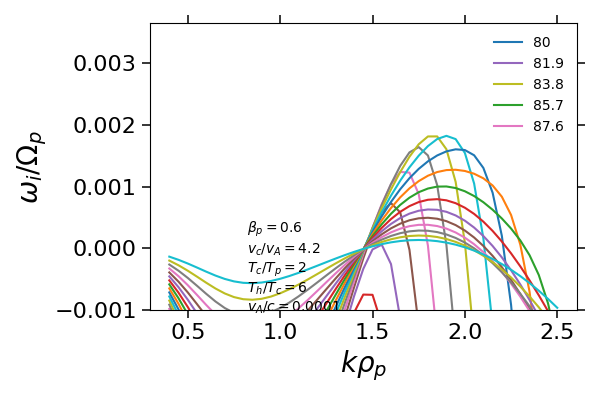 0.003
0.002
0.001
0.000
−0.001
ω_i/Ω_p
80
81.9
83.8
85.7
87.6
β_p = 0.6
v_c/v_A = 4.2
T_c/T_p = 2
T_h/T_c = 6
v_A/c = 0.0001
0.5 1.0 1.5 2.0 2.5
kρ_p